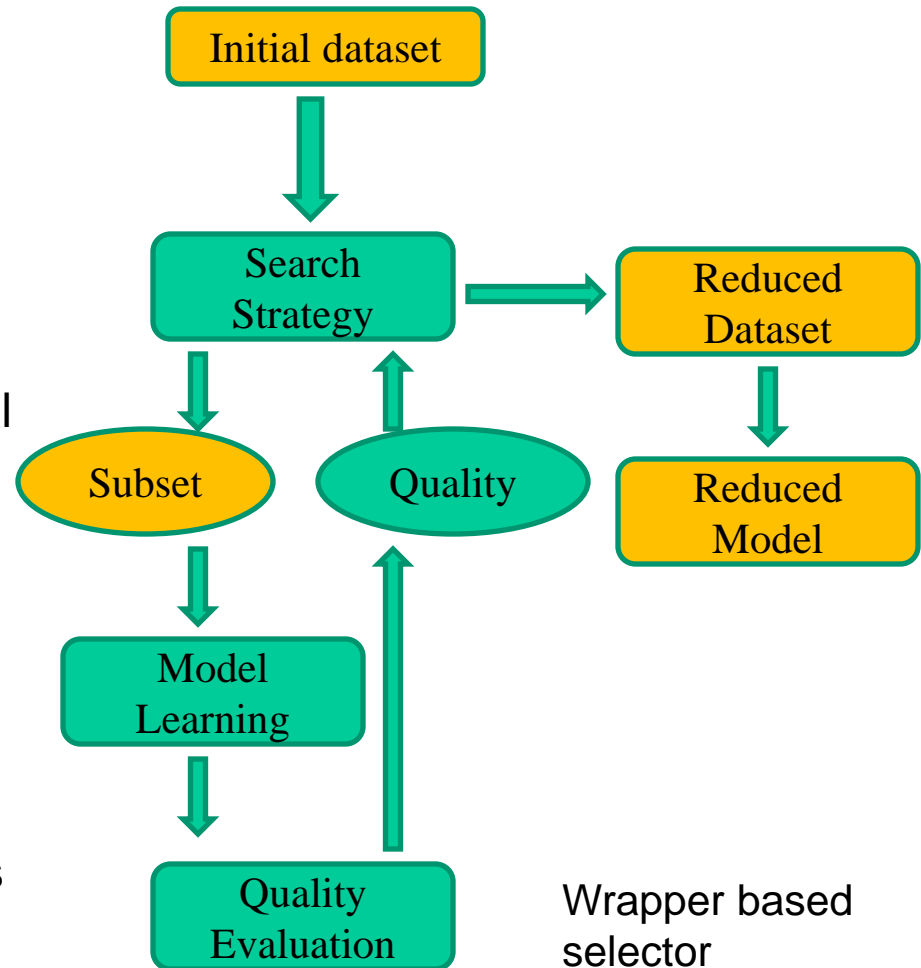 Initial dataset
Search
Strategy
Reduced
Dataset
l
Subset
Quality
Reduced
Model
Model
Learning
s
Quality
Evaluation
Wrapper based
selector